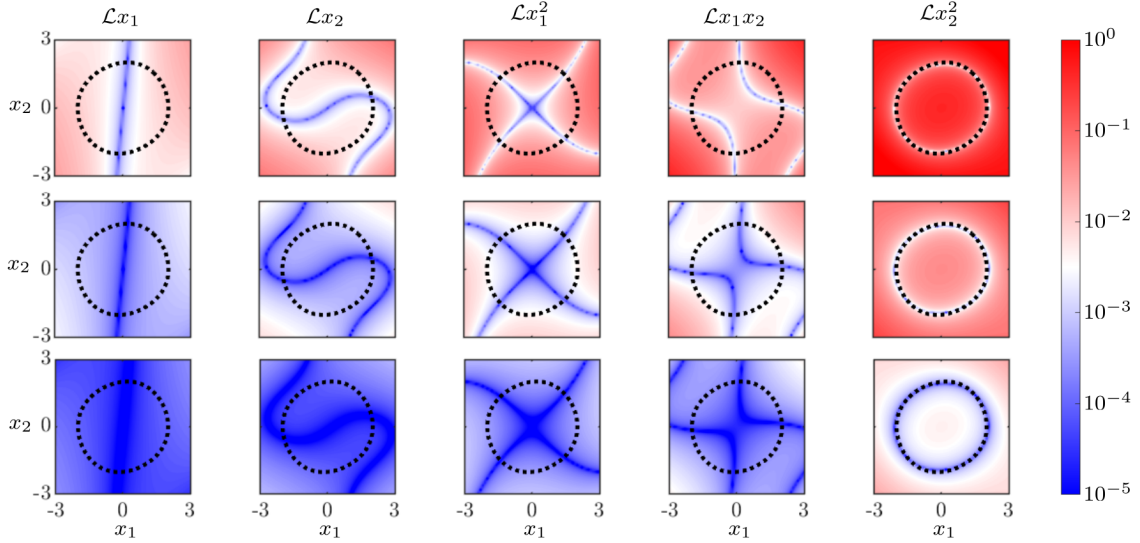 ℒx₁ ℒx₂ ℒx₁² ℒx₁x₂ ℒx₂²
3 10⁰
x₂ 0
-3 10⁻¹
3 10⁻²
x₂ 0
-3 10⁻³
3
x₂ 0 10⁻⁴
-3 10⁻⁵
-3 0 3 -3 0 3 -3 0 3 -3 0 3 -3 0 3
x₁ x₁ x₁ x₁ x₁